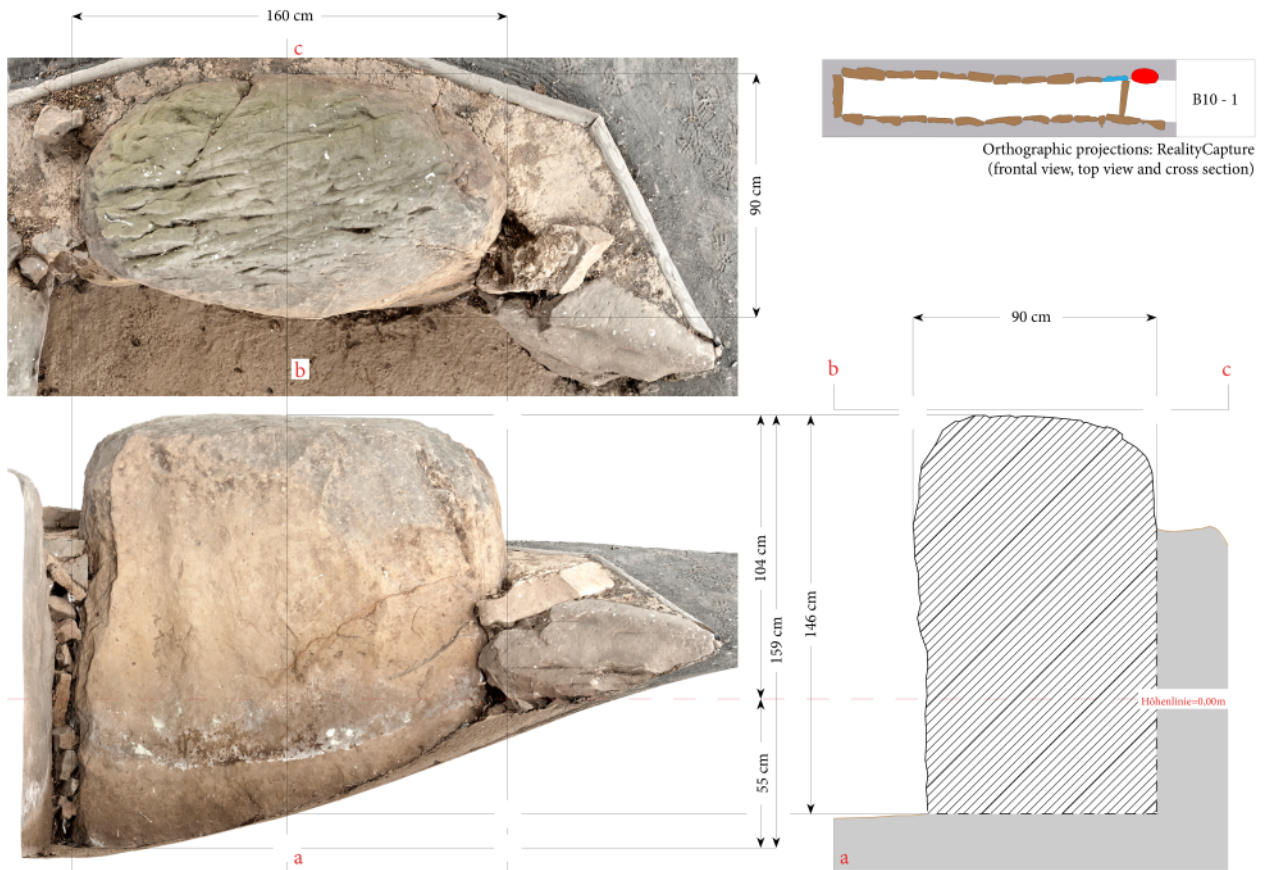 160 cm
c
90 cm
b
B10 - 1
Orthographic projections: RealityCapture
(frontal view, top view and cross section)
90 cm
b
c
104 cm
159 cm
146 cm
55 cm
Höhenlinie=0,00m
a
a